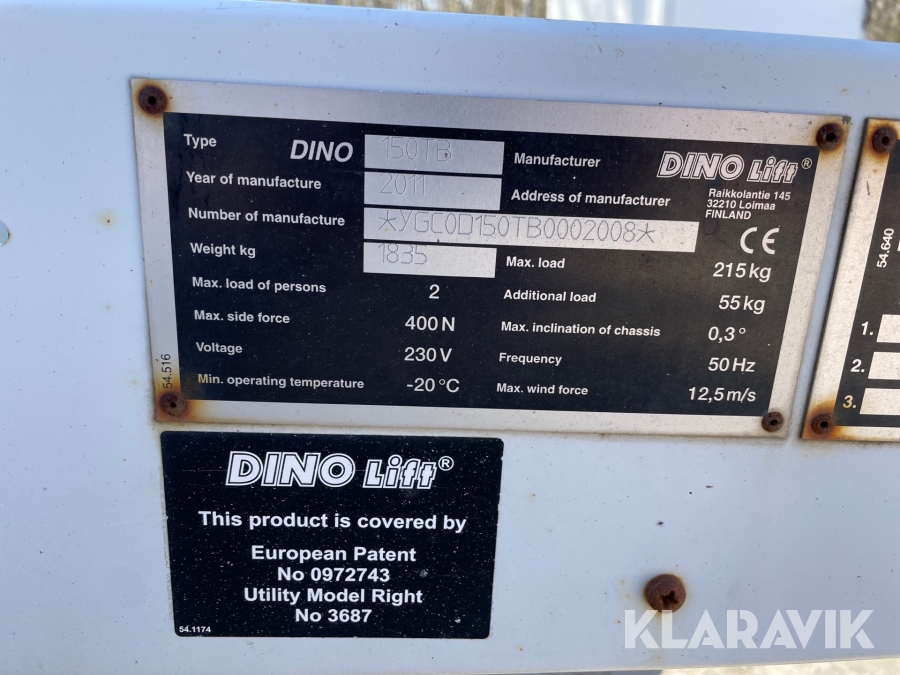 Type DINO 150TB
Year of manufacture 2011
Number of manufacture *YGC0D150TB0002008*
Weight kg 1835
Max. load of persons 2
Max. side force 400 N
Voltage 230 V
Min. operating temperature -20 °C
54.516
Manufacturer DINO Lift®
Address of manufacturer Raikkolantie 145
32210 Loimaa
FINLAND
CE
Max. load 215 kg
Additional load 55 kg
Max. inclination of chassis 0,3°
Frequency 50 Hz
Max. wind force 12,5 m/s
54.640
1.
2.
3.
DINO Lift®
This product is covered by
European Patent
No 0972743
Utility Model Right
No 3687
54.1174
KLARAVIK